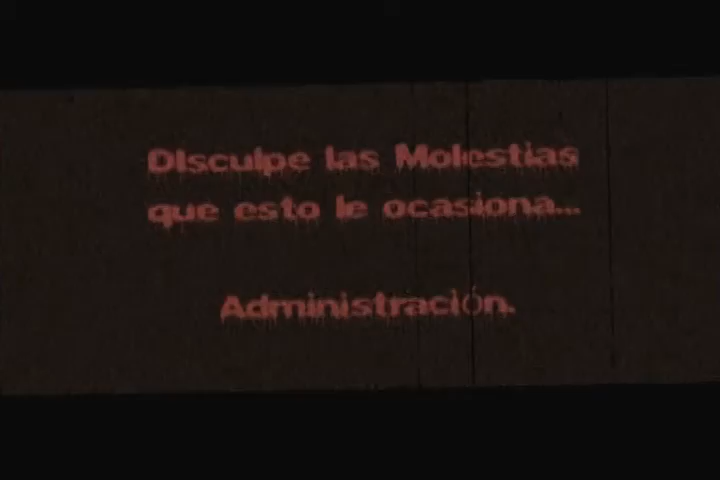 Disculpe las Molestias
que esto le ocasiona...
Administración.